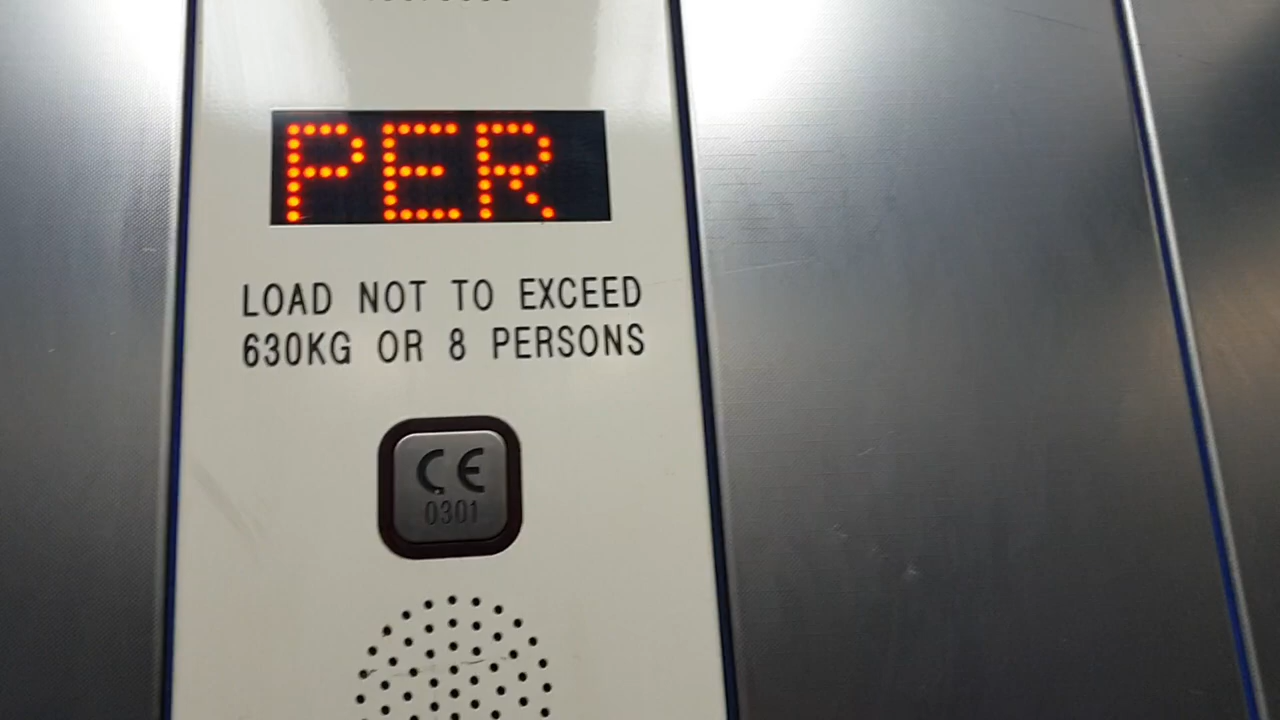 PER
LOAD NOT TO EXCEED
630KG OR 8 PERSONS
CE
0301